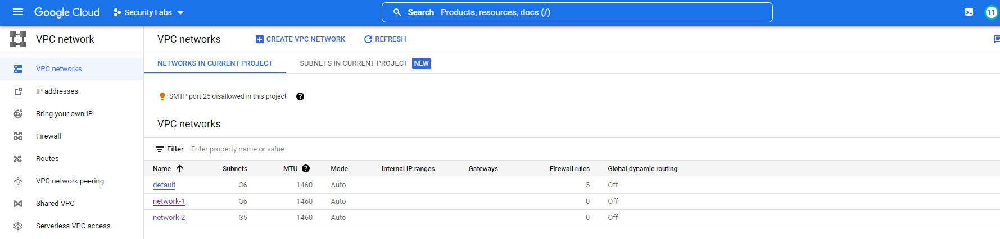 Google Cloud Security Labs Search Products, resources, docs (/) 11
VPC network
VPC networks CREATE VPC NETWORK REFRESH
VPC networks
IP addresses
Bring your own IP
Firewall
Routes
VPC network peering
Shared VPC
Serverless VPC access
NETWORKS IN CURRENT PROJECT SUBNETS IN CURRENT PROJECT NEW
SMTP port 25 disallowed in this project ?
VPC networks
Filter Enter property name or value
Name Subnets MTU ? Mode Internal IP ranges Gateways Firewall rules Global dynamic routing
default 36 1460 Auto 5 Off
network-1 36 1460 Auto 0 Off
network-2 35 1460 Auto 0 Off